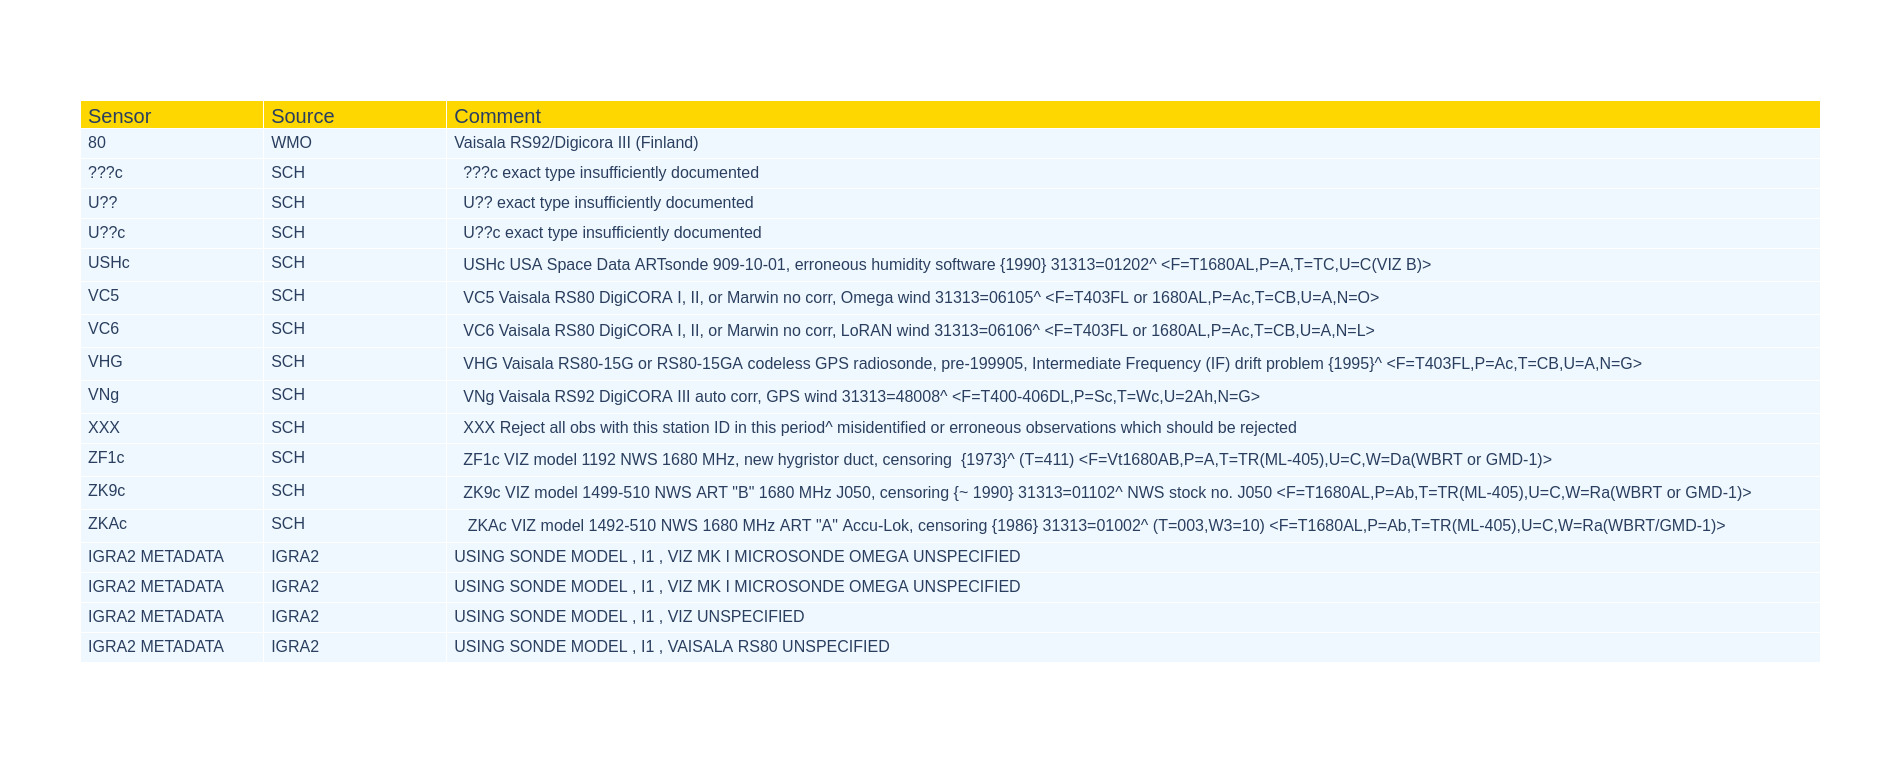 Sensor Source Comment
80 WMO Vaisala RS92/Digicora III (Finland)
???c SCH ???c exact type insufficiently documented
U?? SCH U?? exact type insufficiently documented
U??c SCH U??c exact type insufficiently documented
USHc SCH USHc USA Space Data ARTsonde 909-10-01, erroneous humidity software {1990} 31313=01202^ <F=T1680AL,P=A,T=TC,U=C(VIZ B)>
VC5 SCH VC5 Vaisala RS80 DigiCORA I, II, or Marwin no corr, Omega wind 31313=06105^ <F=T403FL or 1680AL,P=Ac,T=CB,U=A,N=O>
VC6 SCH VC6 Vaisala RS80 DigiCORA I, II, or Marwin no corr, LoRAN wind 31313=06106^ <F=T403FL or 1680AL,P=Ac,T=CB,U=A,N=L>
VHG SCH VHG Vaisala RS80-15G or RS80-15GA codeless GPS radiosonde, pre-199905, Intermediate Frequency (IF) drift problem {1995}^ <F=T403FL,P=Ac,T=CB,U=A,N=G>
VNg SCH VNg Vaisala RS92 DigiCORA III auto corr, GPS wind 31313=48008^ <F=T400-406DL,P=Sc,T=Wc,U=2Ah,N=G>
XXX SCH XXX Reject all obs with this station ID in this period^ misidentified or erroneous observations which should be rejected
ZF1c SCH ZF1c VIZ model 1192 NWS 1680 MHz, new hygristor duct, censoring {1973}^ (T=411) <F=Vt1680AB,P=A,T=TR(ML-405),U=C,W=Da(WBRT or GMD-1)>
ZK9c SCH ZK9c VIZ model 1499-510 NWS ART "B" 1680 MHz J050, censoring {~ 1990} 31313=01102^ NWS stock no. J050 <F=T1680AL,P=Ab,T=TR(ML-405),U=C,W=Ra(WBRT or GMD-1)>
ZKAc SCH ZKAc VIZ model 1492-510 NWS 1680 MHz ART "A" Accu-Lok, censoring {1986} 31313=01002^ (T=003,W3=10) <F=T1680AL,P=Ab,T=TR(ML-405),U=C,W=Ra(WBRT/GMD-1)>
IGRA2 METADATA IGRA2 USING SONDE MODEL , I1 , VIZ MK I MICROSONDE OMEGA UNSPECIFIED
IGRA2 METADATA IGRA2 USING SONDE MODEL , I1 , VIZ MK I MICROSONDE OMEGA UNSPECIFIED
IGRA2 METADATA IGRA2 USING SONDE MODEL , I1 , VIZ UNSPECIFIED
IGRA2 METADATA IGRA2 USING SONDE MODEL , I1 , VAISALA RS80 UNSPECIFIED